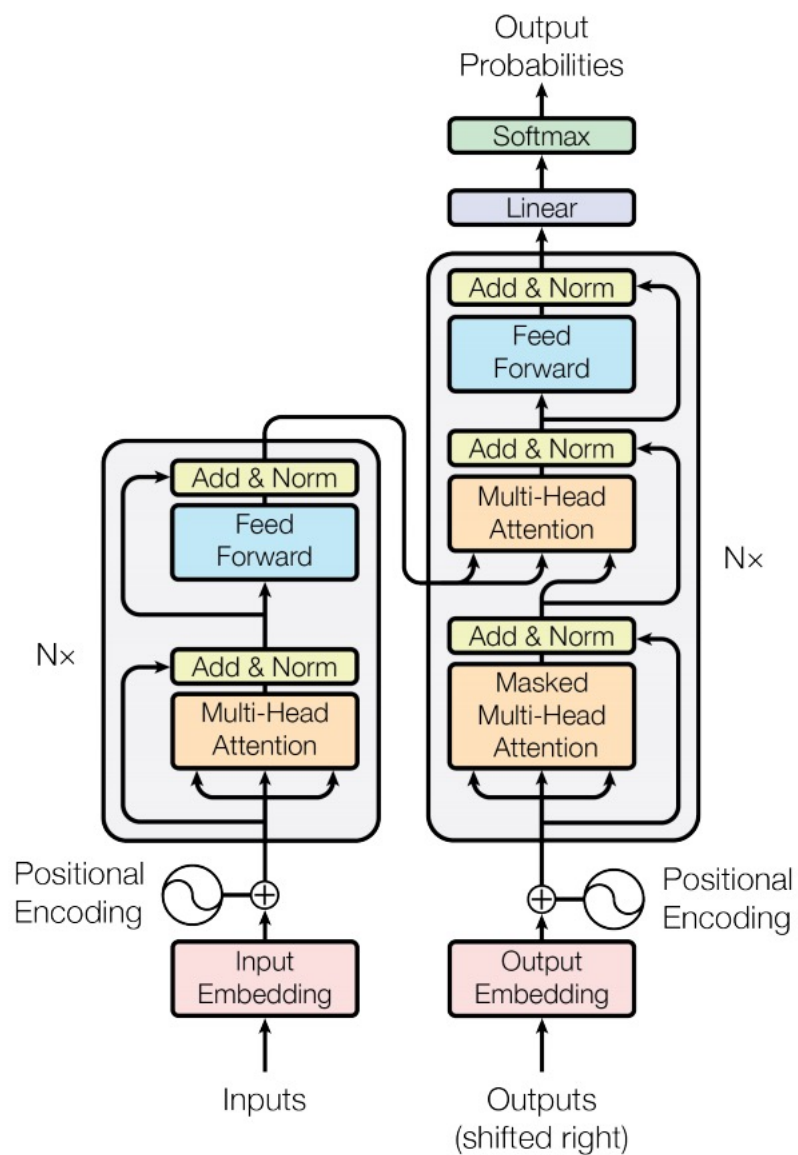 Output
Probabilities
Softmax
Linear
Add & Norm
Feed
Forward
Add & Norm
Multi-Head
Attention
Nx
Add & Norm
Masked
Multi-Head
Attention
Add & Norm
Feed
Forward
Nx
Add & Norm
Multi-Head
Attention
Positional
Encoding
Positional
Encoding
Input
Embedding
Output
Embedding
Inputs
Outputs
(shifted right)